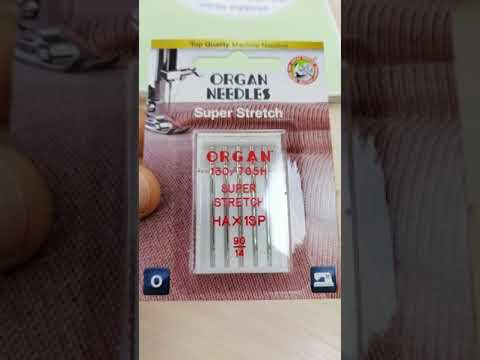 Top Quality Machine Needles
ORGAN
NEEDLES
Super Stretch
ORGAN
130/705H
SUPER
STRETCH
HA×1SP
90
14
O